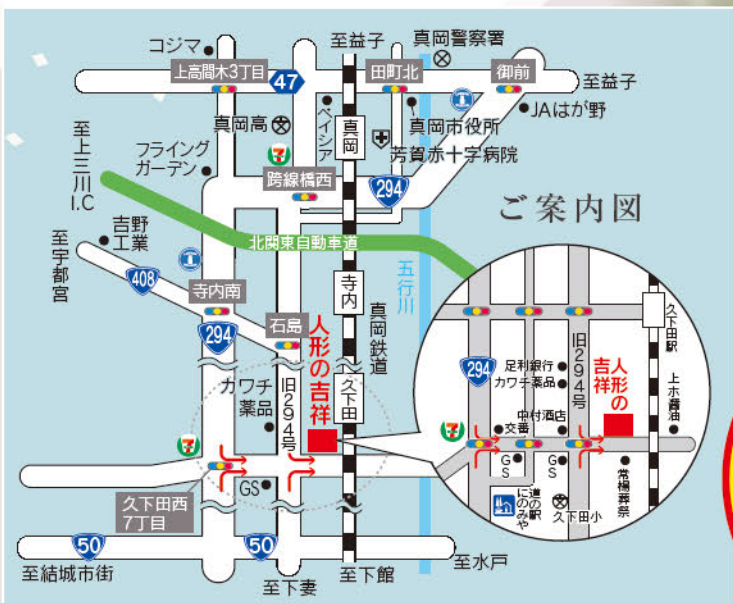 コジマ
至益子
真岡警察署
上高間木3丁目
47
田町北
御前
至益子
真岡高
ベイシア
真岡
真岡市役所
JAはが野
芳賀赤十字病院
フライング
ガーデン
7
跨線橋西
294
至上三川
I.C
ご案内図
吉野
工業
北関東自動車道
至宇都宮
408
寺内南
寺内
五行川
294
石島
真岡鉄道
人形の吉祥
カワチ
薬品
旧294号
久下田
7
GS
久下田西
7丁目
50
50
至結城市街
至下妻
至下館
至水戸
久下田駅
294
足利銀行
カワチ薬品
旧294号
人形の
吉祥
上水醤油
中村酒店
7
交番
GS
GS
道の駅
にのみや
久下田小
常楊葬祭